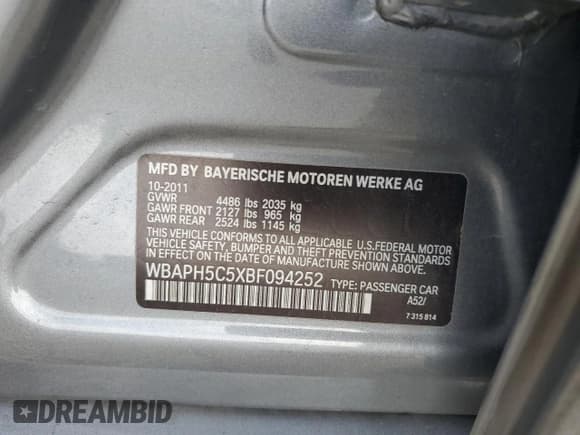 MFD BY BAYERISCHE MOTOREN WERKE AG
10-2011
GVWR 4486 lbs 2035 kg
GAWR FRONT 2127 lbs 965 kg
GAWR REAR 2524 lbs 1145 kg
THIS VEHICLE CONFORMS TO ALL APPLICABLE U.S.FEDERAL MOTOR
VEHICLE SAFETY, BUMPER, AND THEFT PREVENTION STANDARDS
IN EFFECT ON THE DATE OF MANUFACTURE SHOWN ABOVE.
WBAPH5C5XBF094252 TYPE: PASSENGER CAR
A52/
7 315 814
DREAMBID